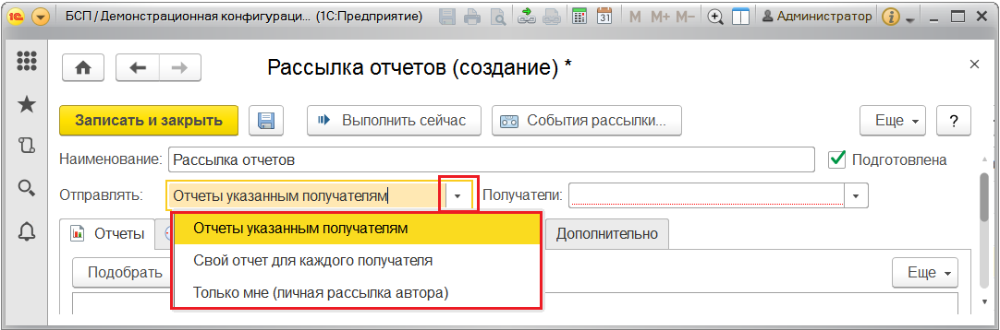 1С БСП / Демонстрационная конфигураци... (1С:Предприятие) M M+ M− Администратор i
Рассылка отчетов (создание) *
Записать и закрыть Выполнить сейчас События рассылки... Еще ?
Наименование: Рассылка отчетов Подготовлена
Отправлять: Отчеты указанным получателям Получатели:
Отчеты Отчеты указанным получателям Дополнительно
Свой отчет для каждого получателя
Подобрать Еще
Только мне (личная рассылка автора)